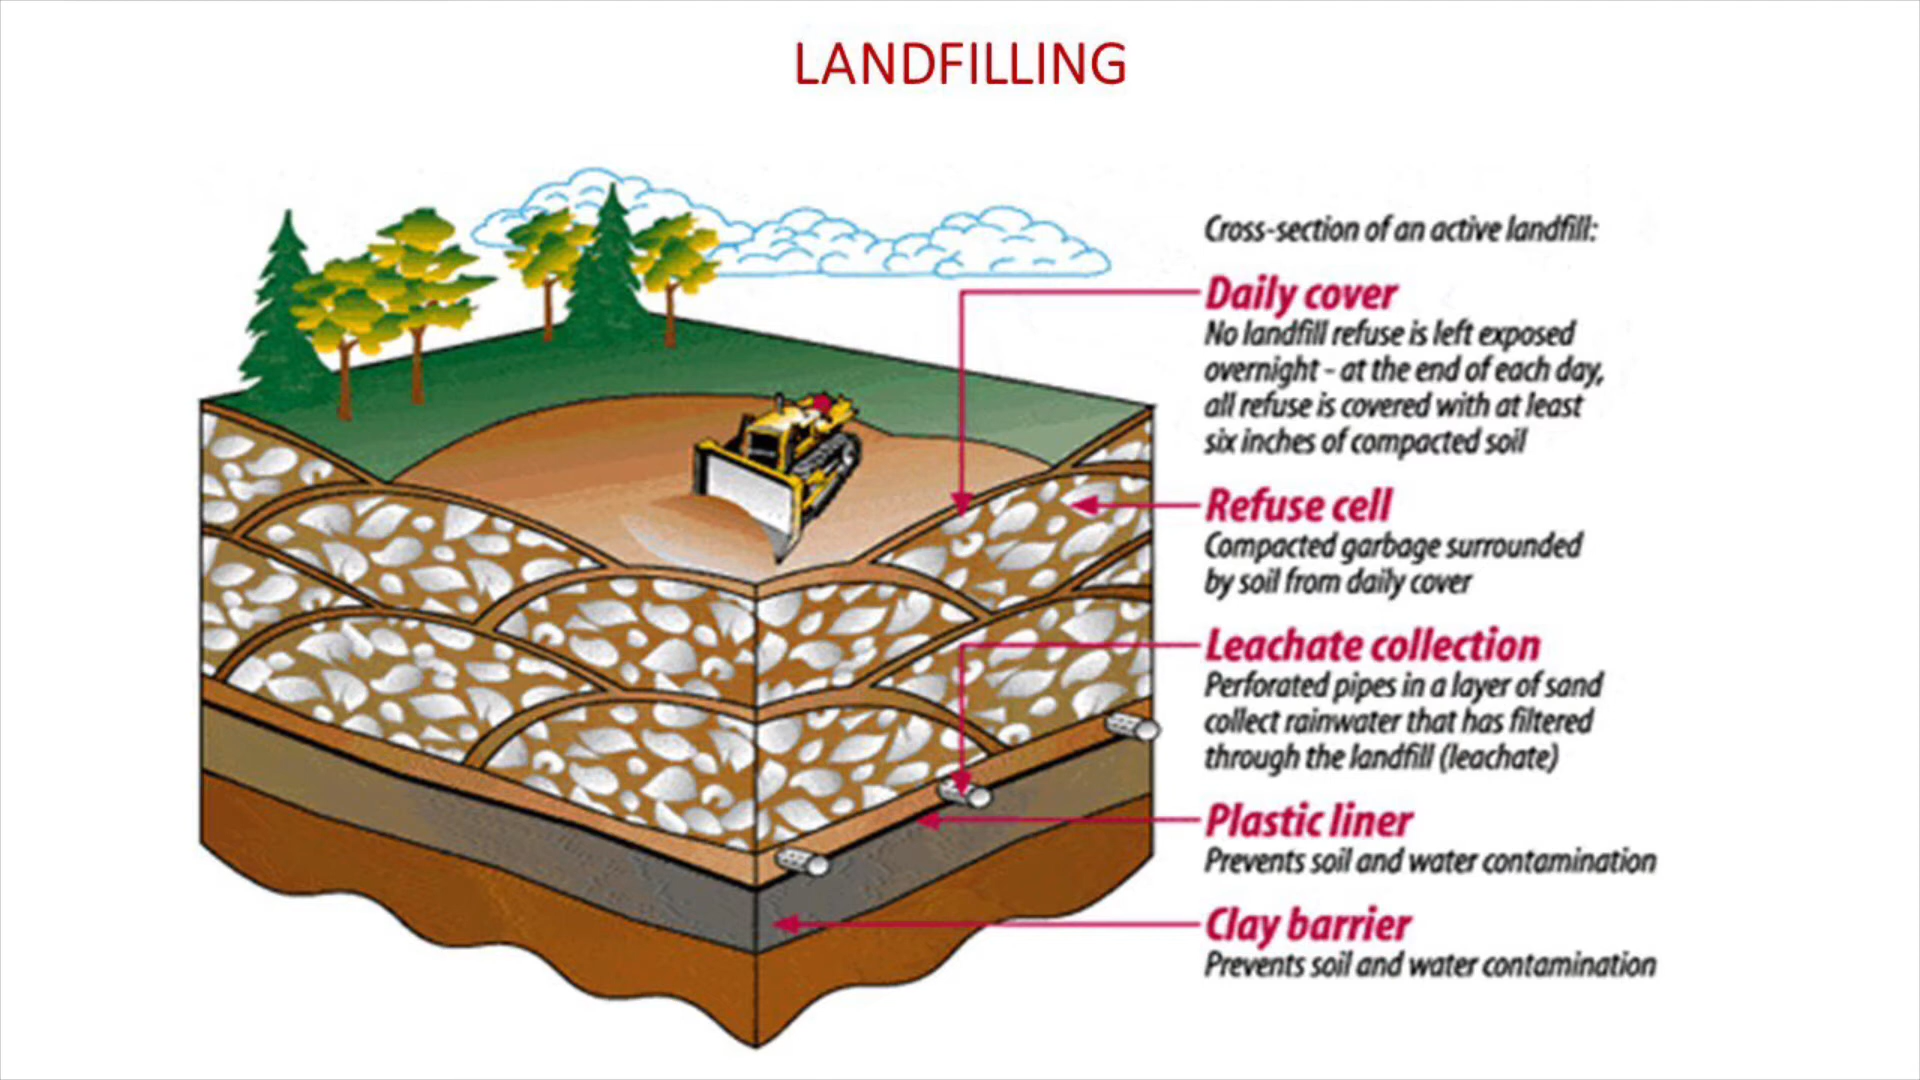 LANDFILLING
Cross-section of an active landfill:
Daily cover
No landfill refuse is left exposed
overnight - at the end of each day,
all refuse is covered with at least
six inches of compacted soil
Refuse cell
Compacted garbage surrounded
by soil from daily cover
Leachate collection
Perforated pipes in a layer of sand
collect rainwater that has filtered
through the landfill (leachate)
Plastic liner
Prevents soil and water contamination
Clay barrier
Prevents soil and water contamination